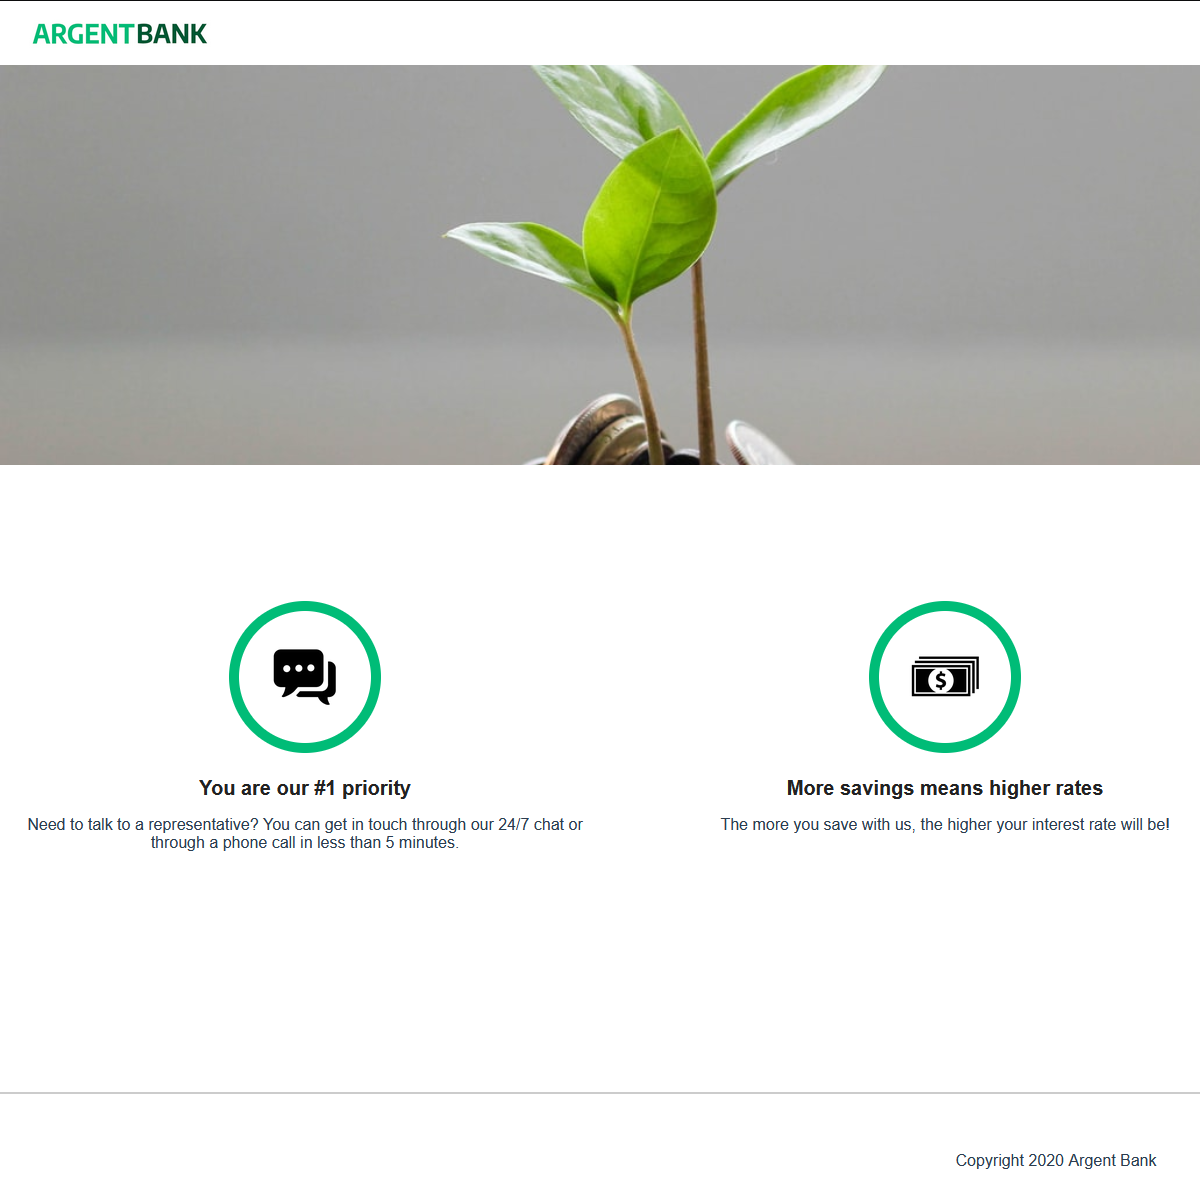 ARGENTBANK
You are our #1 priority
Need to talk to a representative? You can get in touch through our 24/7 chat or
through a phone call in less than 5 minutes.
$
More savings means higher rates
The more you save with us, the higher your interest rate will be!
Copyright 2020 Argent Bank